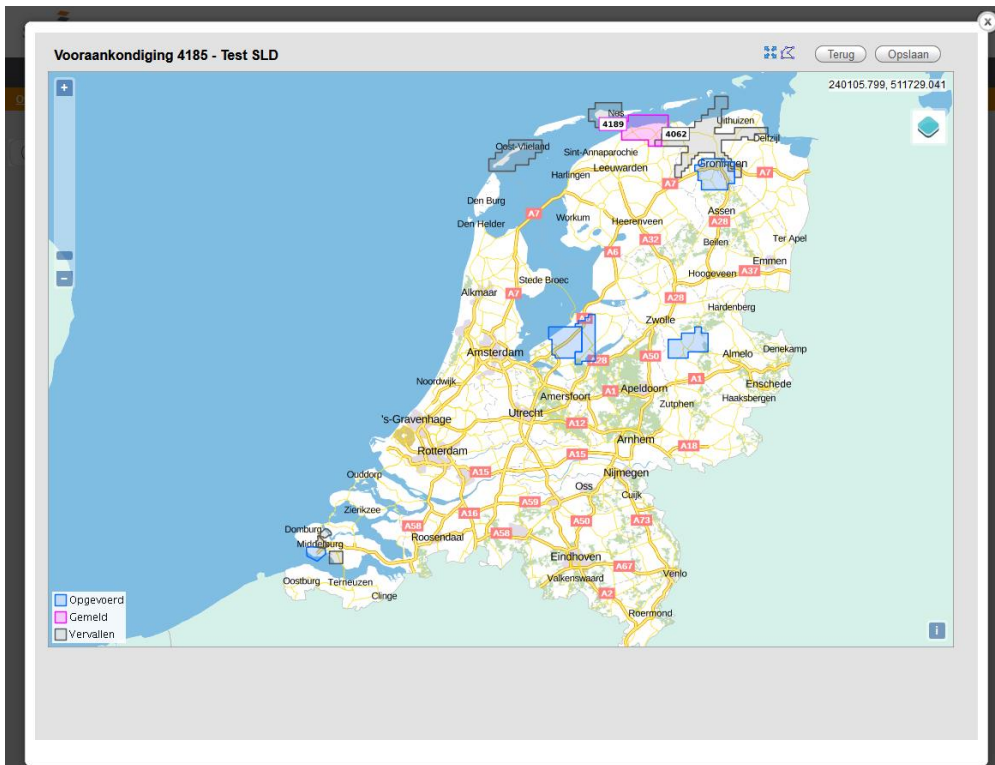 x
Vooraankondiging 4185 - Test SLD
Terug
Opslaan
+
240105.799, 511729.041
Nes
4189
Uithuizen
4062
Delfzijl
Oost-Vlieland
Sint-Annaparochie
Groningen
Leeuwarden
Harlingen
A7
A7
Den Burg
A7
Workum
Assen
Den Helder
Heerenveen
A28
A32
Beilen
Ter Apel
A6
Emmen
Hoogeveen
A37
Stede Broec
Alkmaar
A7
A28
Hardenberg
Zwolle
Amsterdam
A28
A50
Almelo
Denekamp
Noordwijk
A1
Enschede
Amersfoort
A1
Apeldoorn
Zutphen
Haaksbergen
's-Gravenhage
Utrecht
A12
Rotterdam
Arnhem
A18
A15
A15
Nijmegen
Ouddorp
Oss
Cuijk
Zierikzee
A59
A16
A50
A73
Domburg
A58
Roosendaal
A58
Middelburg
Eindhoven
A67
Oostburg
Terneuzen
Valkenswaard
Venlo
Clinge
A2
Opgevoerd
Roermond
Gemeld
Vervallen
i